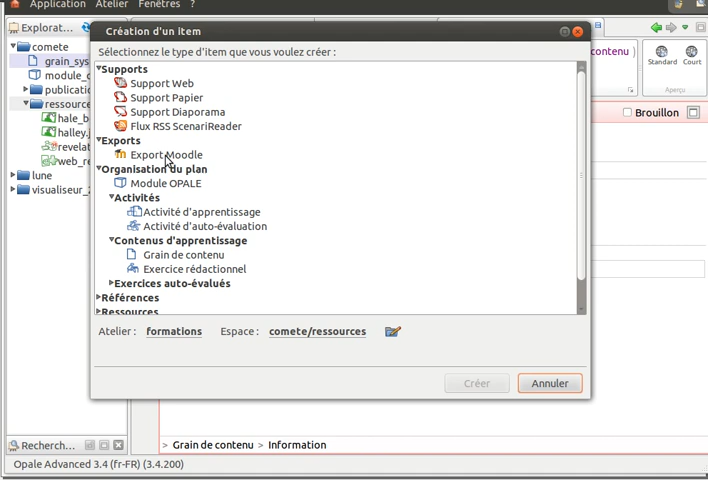 Application Atelier Fenêtres ?
Explorat...
Création d'un item
Sélectionnez le type d'item que vous voulez créer :
comete
grain_sys
module_
publicatio
ressource
hale_b
halley.j
revelat
web_re
lune
visualiseur_
Supports
Support Web
Support Papier
Support Diaporama
Flux RSS ScenariReader
Exports
Export Moodle
Organisation du plan
Module OPALE
Activités
Activité d'apprentissage
Activité d'auto-évaluation
Contenus d'apprentissage
Grain de contenu
Exercice rédactionnel
Exercices auto-évalués
Références
Ressources
Atelier : formations Espace : comete/ressources
Créer Annuler
contenu )
Standard Court
Aperçu
Brouillon
Recherch...
> Grain de contenu > Information
Opale Advanced 3.4 (fr-FR) (3.4.200)